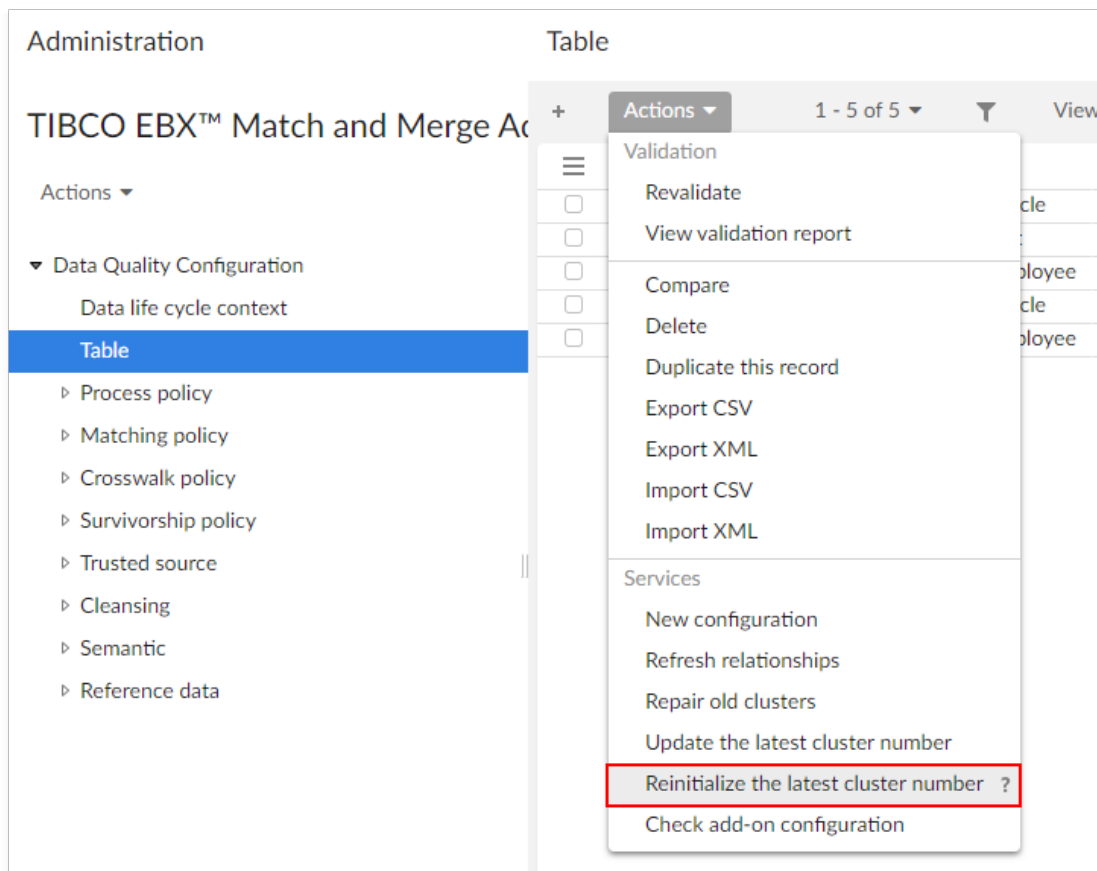 Administration
TIBCO EBX™ Match and Merge Ad
Actions
Data Quality Configuration
Data life cycle context
Table
Process policy
Matching policy
Crosswalk policy
Survivorship policy
Trusted source
Cleansing
Semantic
Reference data
Table
+ Actions 1 - 5 of 5 View
Validation
Revalidate
View validation report
Compare
Delete
Duplicate this record
Export CSV
Export XML
Import CSV
Import XML
Services
New configuration
Refresh relationships
Repair old clusters
Update the latest cluster number
Reinitialize the latest cluster number ?
Check add-on configuration
cle
ployee
cle
ployee